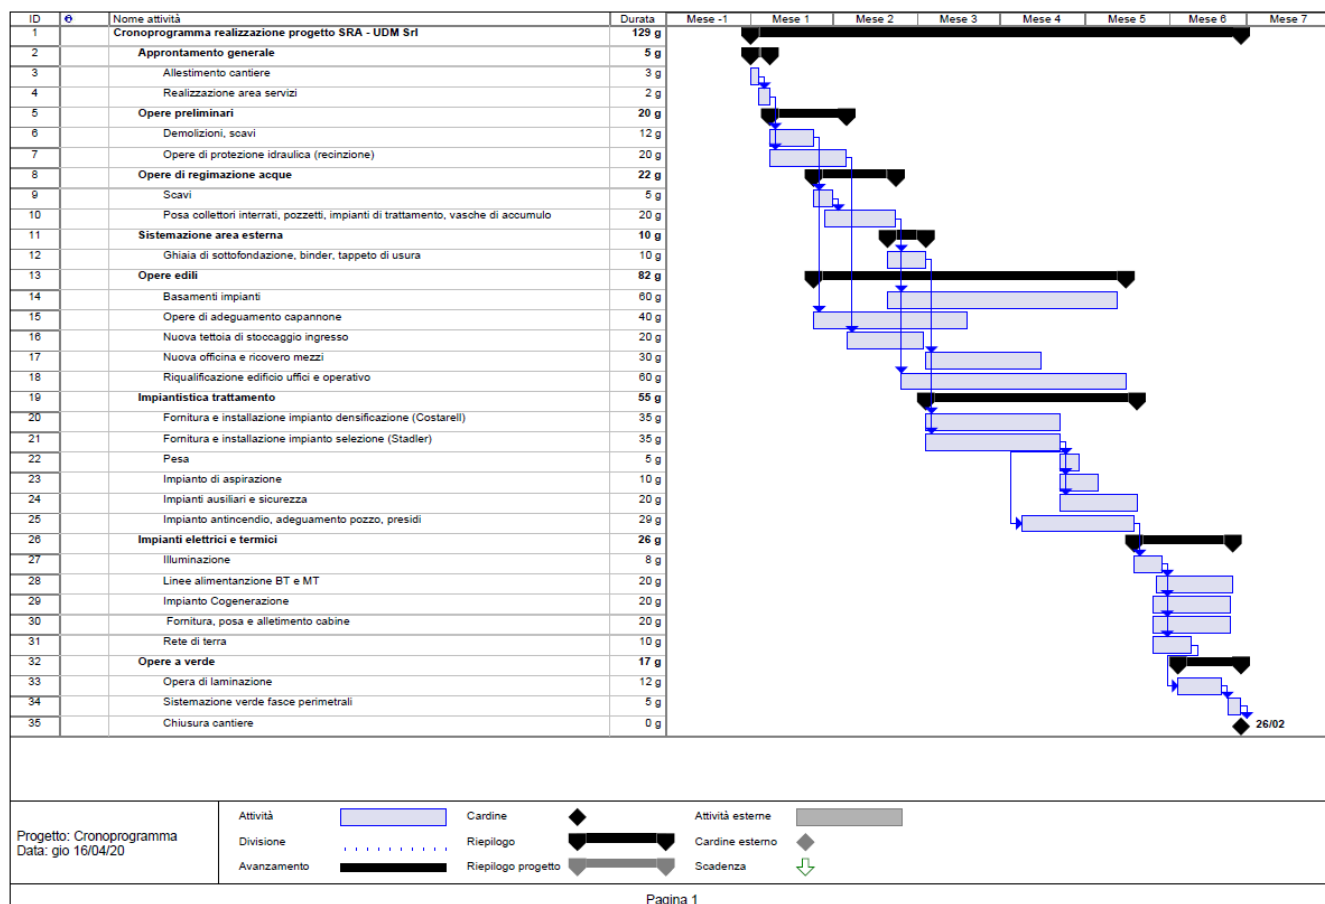 ID Nome attività Durata Mese -1 Mese 1 Mese 2 Mese 3 Mese 4 Mese 5 Mese 6 Mese 7
1 Cronoprogramma realizzazione progetto SRA - UDM Srl 129 g
2 Approntamento generale 5 g
3 Allestimento cantiere 3 g
4 Realizzazione area servizi 2 g
5 Opere preliminari 20 g
6 Demolizioni, scavi 12 g
7 Opere di protezione idraulica (recinzione) 20 g
8 Opere di regimazione acque 22 g
9 Scavi 5 g
10 Posa collettori interrati, pozzetti, impianti di trattamento, vasche di accumulo 20 g
11 Sistemazione area esterna 10 g
12 Ghiaia di sottofondazione, binder, tappeto di usura 10 g
13 Opere edili 82 g
14 Basamenti impianti 60 g
15 Opere di adeguamento capannone 40 g
16 Nuova tettoia di stoccaggio ingresso 20 g
17 Nuova officina e ricovero mezzi 30 g
18 Riqualificazione edificio uffici e operativo 60 g
19 Impiantistica trattamento 55 g
20 Fornitura e installazione impianto densificazione (Costarell) 35 g
21 Fornitura e installazione impianto selezione (Stadler) 35 g
22 Pesa 5 g
23 Impianto di aspirazione 10 g
24 Impianti ausiliari e sicurezza 20 g
25 Impianto antincendio, adeguamento pozzo, presidi 29 g
26 Impianti elettrici e termici 26 g
27 Illuminazione 8 g
28 Linee alimentanzione BT e MT 20 g
29 Impianto Cogenerazione 20 g
30 Fornitura, posa e alletimento cabine 20 g
31 Rete di terra 10 g
32 Opere a verde 17 g
33 Opera di laminazione 12 g
34 Sistemazione verde fasce perimetrali 5 g
35 Chiusura cantiere 0 g 26/02
Progetto: Cronoprogramma
Data: gio 16/04/20
Attività Cardine Attività esterne
Divisione Riepilogo Cardine esterno
Avanzamento Riepilogo progetto Scadenza
Pagina 1